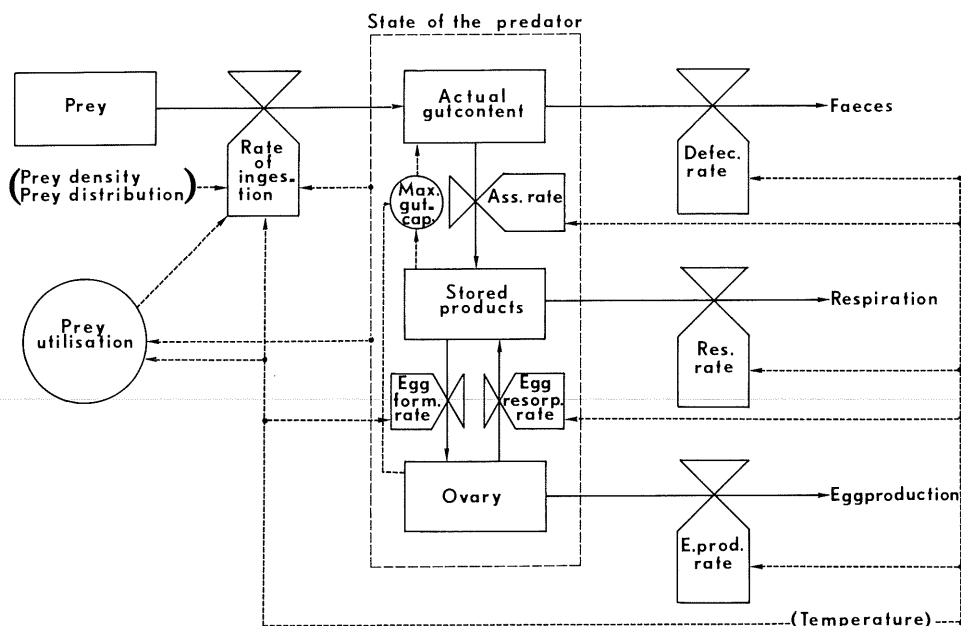 State of the predator
Prey
Actual
gutcontent
Faeces
Rate
of
inges-
tion
Defec.
rate
(Prey density
Prey distribution)
Max.
gut-
cap.
Ass. rate
Stored
products
Respiration
Prey
utilisation
Res.
rate
Egg
form.
rate
Egg
resorp.
rate
Ovary
Eggproduction
E.prod.
rate
(Temperature)